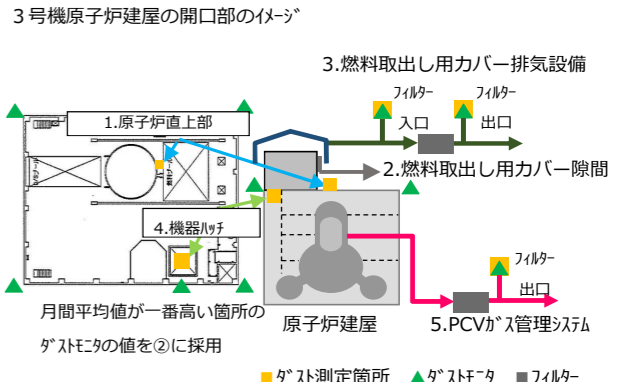 ３号機原子炉建屋の開口部のｲﾒｰｼﾞ
3.燃料取出し用カバー排気設備
ﾌｨﾙﾀｰ
ﾌｨﾙﾀｰ
入口
出口
1.原子炉直上部
2.燃料取出し用カバー隙間
4.機器ﾊｯﾁ
ﾌｨﾙﾀｰ
出口
月間平均値が一番高い箇所の
ﾀﾞｽﾄﾓﾆﾀの値を②に採用
原子炉建屋
5.PCVｶﾞｽ管理ｼｽﾃﾑ
ﾀﾞｽﾄ測定箇所
ﾀﾞｽﾄﾓﾆﾀ
ﾌｨﾙﾀｰ